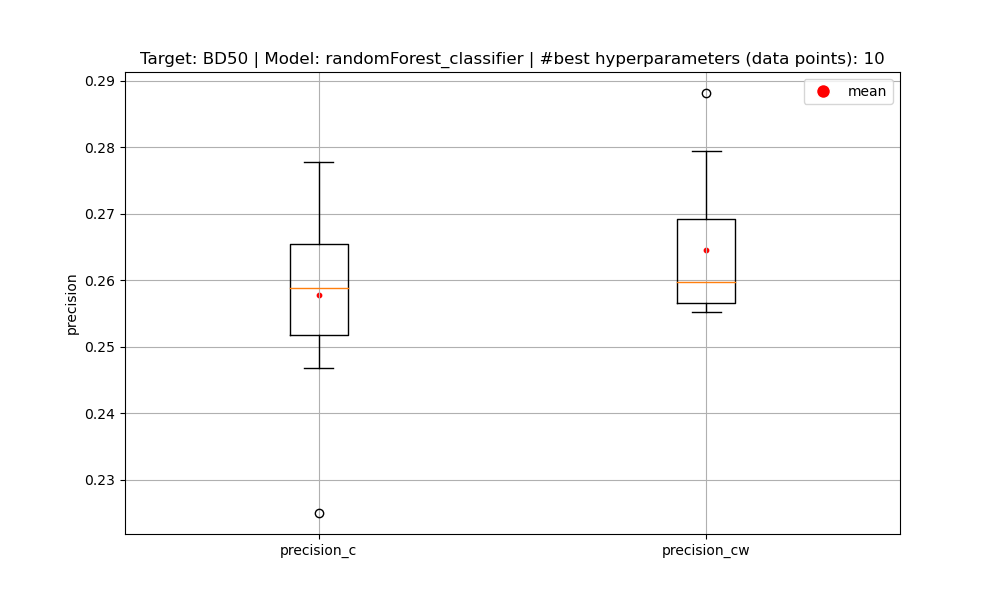 Target: BD50 | Model: randomForest_classifier | #best hyperparameters (data points): 10
mean
precision
0.29
0.28
0.27
0.26
0.25
0.24
0.23
precision_c
precision_cw